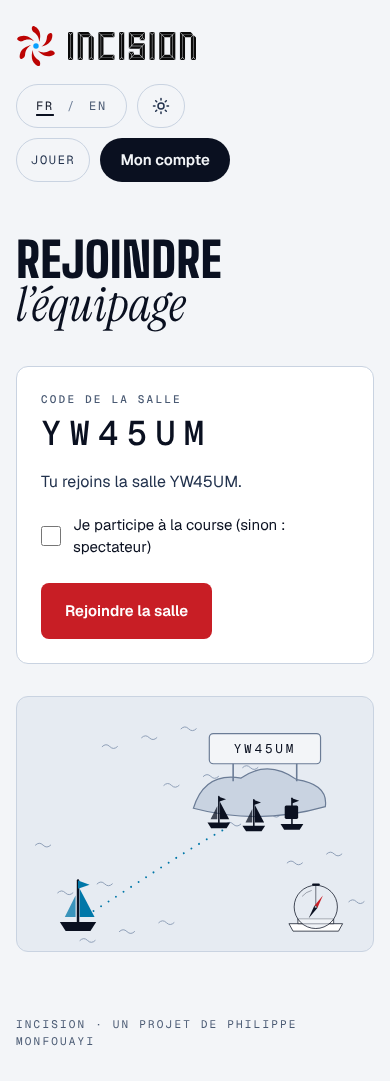 INCISION
FR / EN
JOUER Mon compte
REJOINDRE
l'équipage
CODE DE LA SALLE
YW45UM
Tu rejoins la salle YW45UM.
Je participe à la course (sinon :
spectateur)
Rejoindre la salle
YW45UM
INCISION · UN PROJET DE PHILIPPE
MONFOUAYI